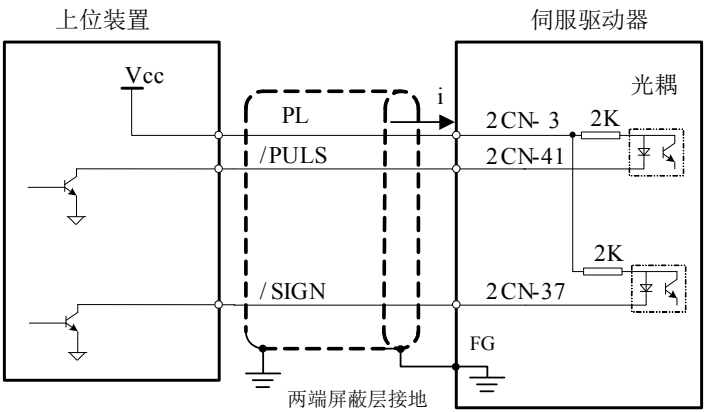 上位装置
伺服驱动器
Vcc
光耦
i
PL
2CN- 3
2K
/PULS
2CN-41
2K
/SIGN
2CN-37
FG
两端屏蔽层接地